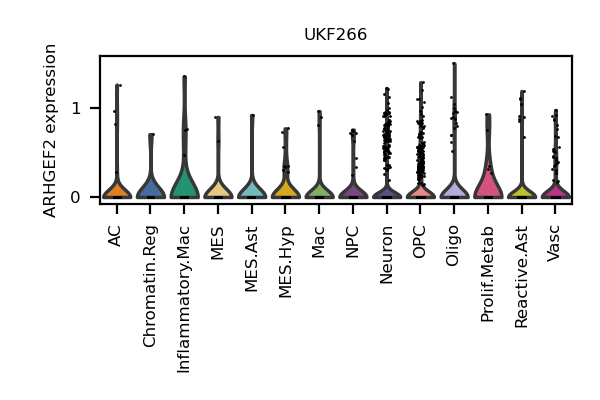 UKF266
ARHGEF2 expression
1
0
AC
Chromatin.Reg
Inflammatory.Mac
MES
MES.Ast
MES.Hyp
Mac
NPC
Neuron
OPC
Oligo
Prolif.Metab
Reactive.Ast
Vasc